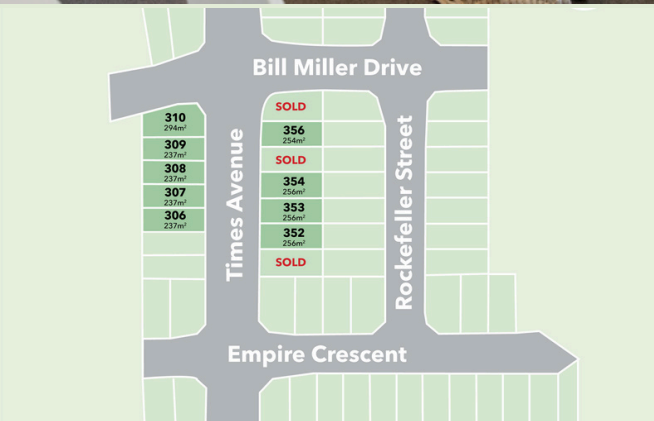 Bill Miller Drive
310
294m²
309
237m²
308
237m²
307
237m²
306
237m²
Times Avenue
SOLD
356
254m²
SOLD
354
256m²
353
256m²
352
256m²
SOLD
Rockefeller Street
Empire Crescent